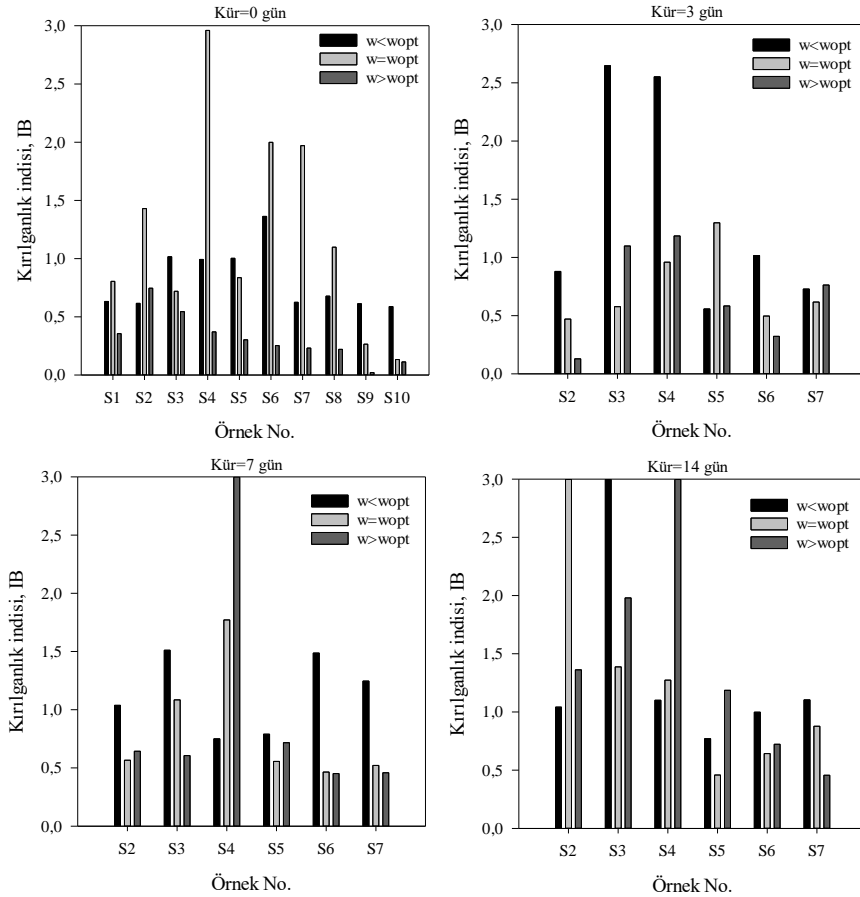 Kür=0 gün
3,0
2,5
2,0
1,5
1,0
0,5
0,0
Kırılganlık indisi, IB
w<wopt
w=wopt
w>wopt
S1 S2 S3 S4 S5 S6 S7 S8 S9 S10
Örnek No.
Kür=3 gün
3,0
2,5
2,0
1,5
1,0
0,5
0,0
Kırılganlık indisi, IB
w<wopt
w=wopt
w>wopt
S2 S3 S4 S5 S6 S7
Örnek No.
Kür=7 gün
3,0
2,5
2,0
1,5
1,0
0,5
0,0
Kırılganlık indisi, IB
w<wopt
w=wopt
w>wopt
S2 S3 S4 S5 S6 S7
Örnek No.
Kür=14 gün
3,0
2,5
2,0
1,5
1,0
0,5
0,0
Kırılganlık indisi, IB
w<wopt
w=wopt
w>wopt
S2 S3 S4 S5 S6 S7
Örnek No.